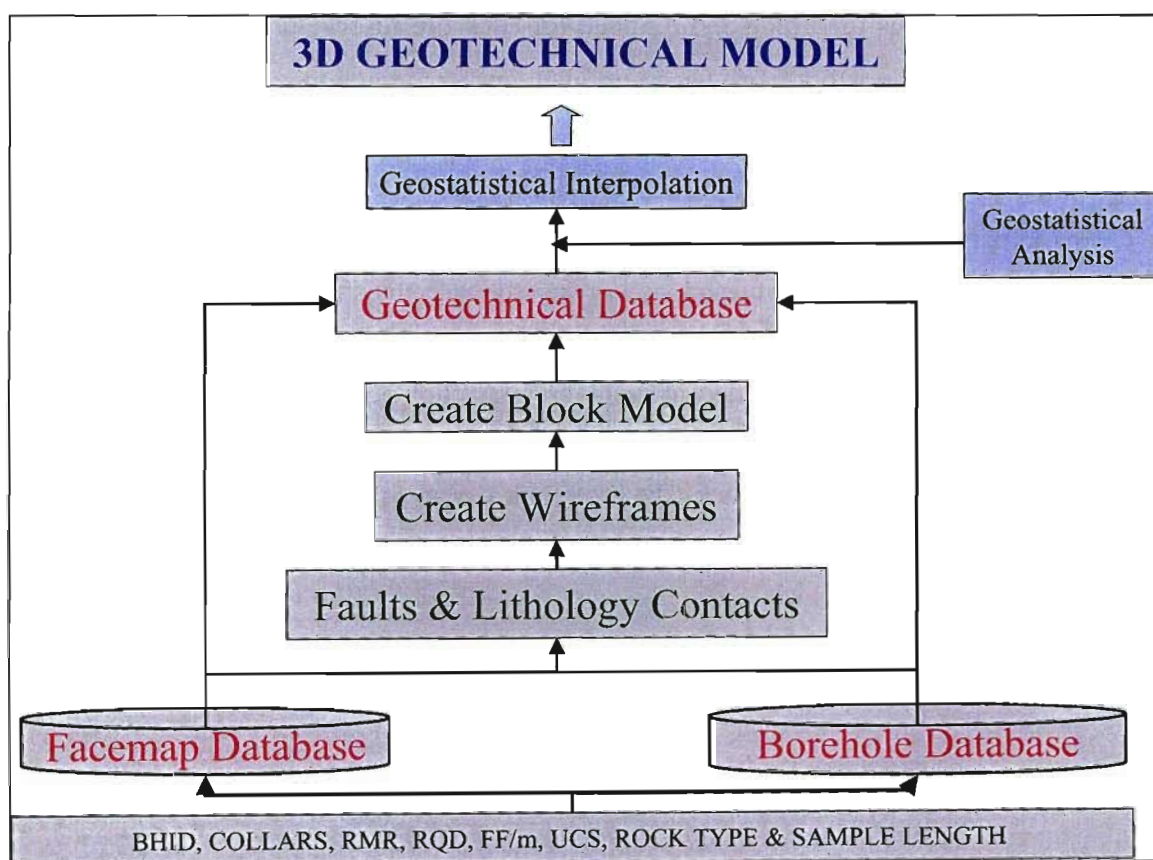 3D GEOTECHNICAL MODEL
Geostatistical Interpolation
Geostatistical
Analysis
Geotechnical Database
Create Block Model
Create Wireframes
Faults & Lithology Contacts
Facemap Database
Borehole Database
BHID, COLLARS, RMR, RQD, FF/m, UCS, ROCK TYPE & SAMPLE LENGTH